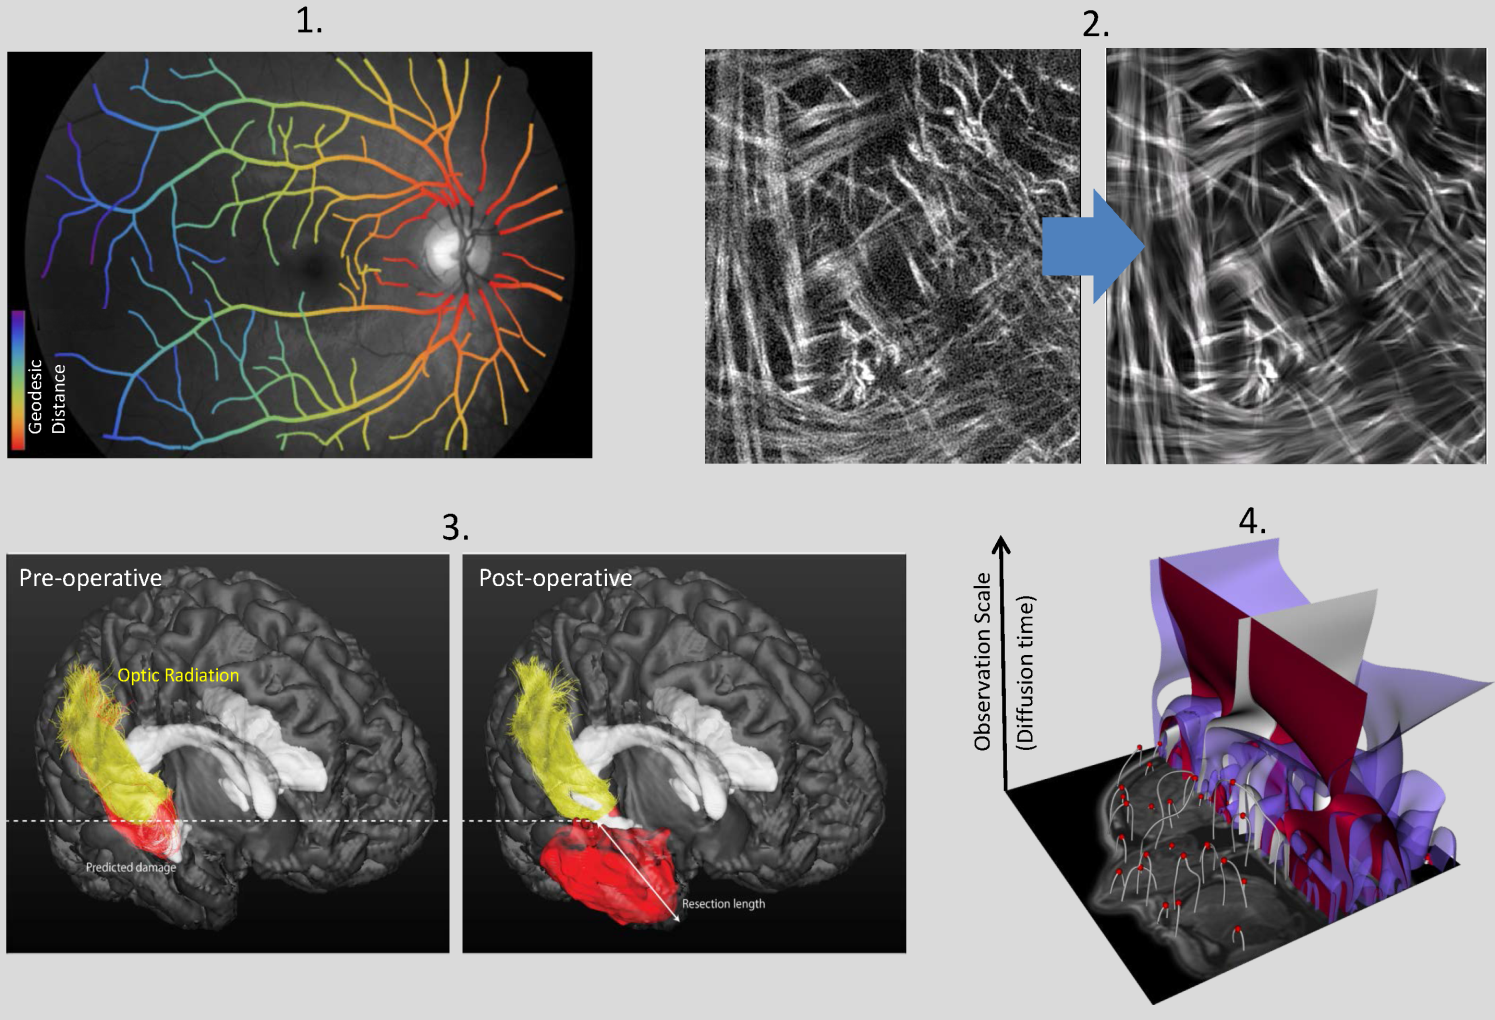 1.
Geodesic
Distance
2.
3.
Pre-operative
Optic Radiation
Predicted damage
Post-operative
Resection length
4.
Observation Scale
(Diffusion time)